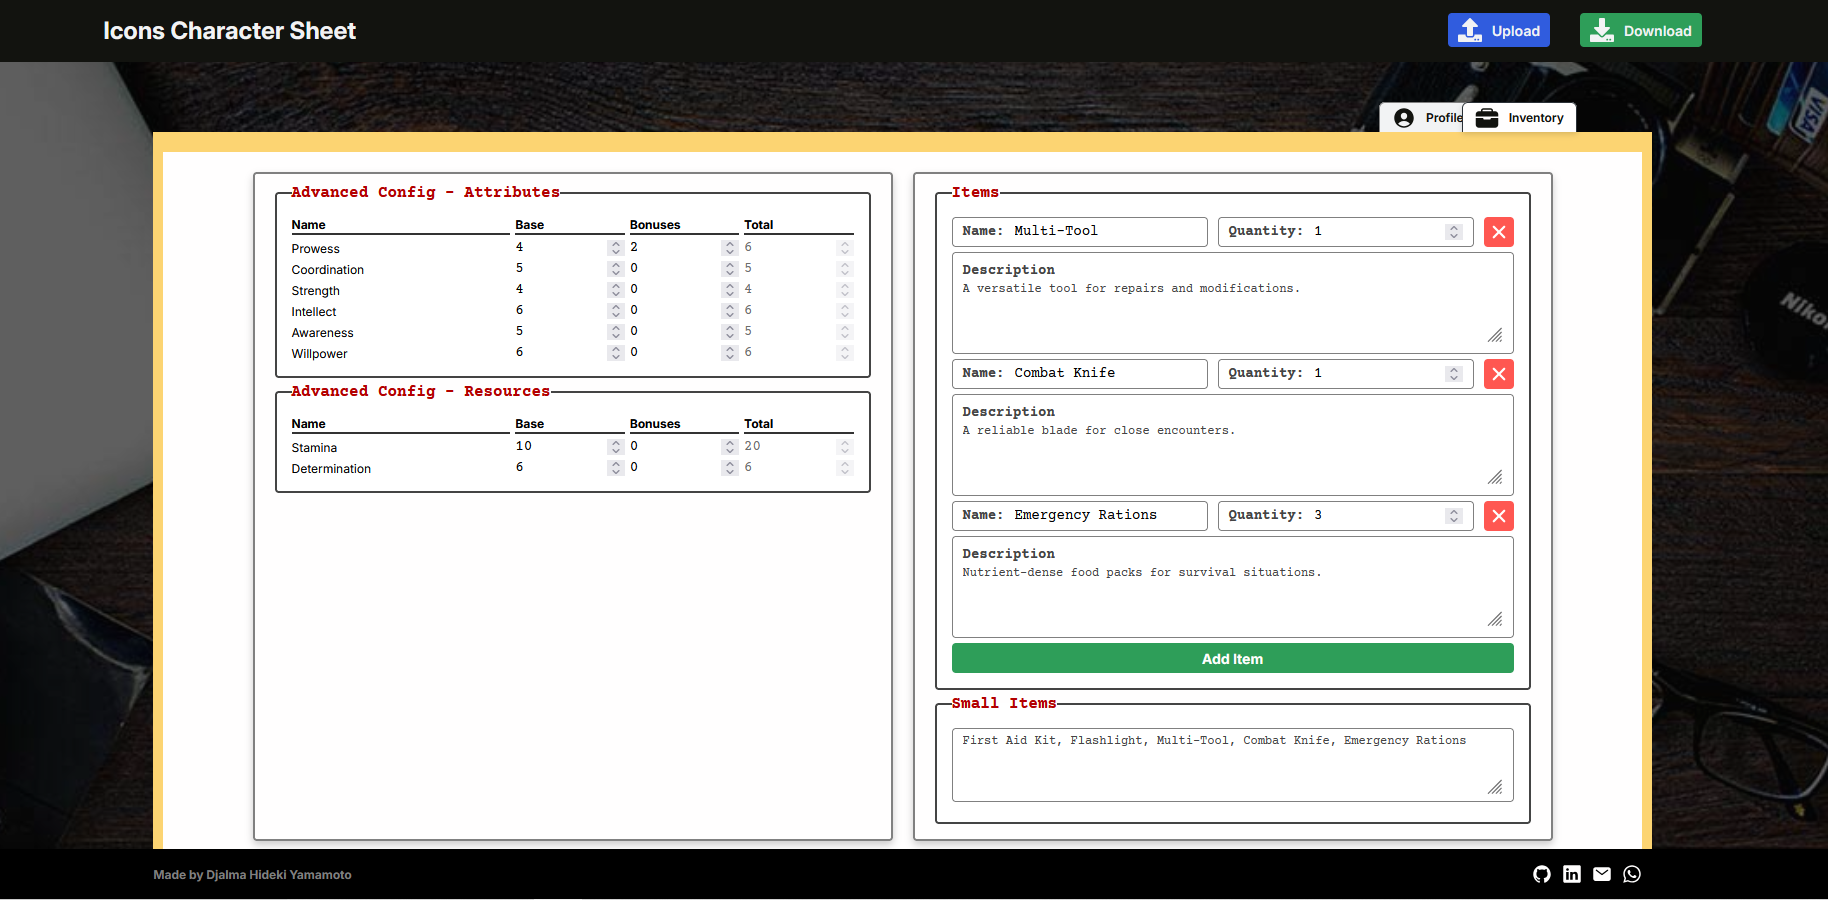 Icons Character Sheet
Upload
Download
Profile
Inventory
VISA
Advanced Config - Attributes
Name Base Bonuses Total
Prowess 4 2 6
Coordination 5 0 5
Strength 4 0 4
Intellect 6 0 6
Awareness 5 0 5
Willpower 6 0 6
Advanced Config - Resources
Name Base Bonuses Total
Stamina 10 0 20
Determination 6 0 6
Items
Name: Multi-Tool Quantity: 1
Description
A versatile tool for repairs and modifications.
Name: Combat Knife Quantity: 1
Description
A reliable blade for close encounters.
Name: Emergency Rations Quantity: 3
Description
Nutrient-dense food packs for survival situations.
Add Item
Small Items
First Aid Kit, Flashlight, Multi-Tool, Combat Knife, Emergency Rations
Nikon
Made by Djalma Hideki Yamamoto
in